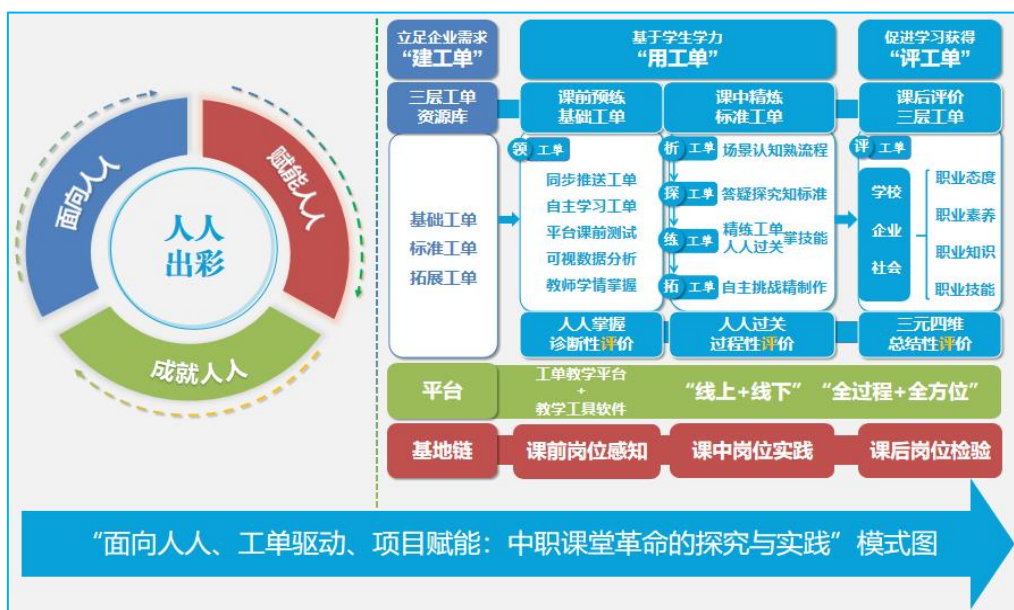 面向人人
赋能人人
成就人人
人人
出彩
立足企业需求
“建工单”
基于学生学力
“用工单”
促进学习获得
“评工单”
三层工单
资源库
课前预练
基础工单
课中精炼
标准工单
课后评价
三层工单
基础工单
标准工单
拓展工单
领 工单
同步推送工单
自主学习工单
平台课前测试
可视数据分析
教师学情掌握
析 工单 场景认知熟流程
探 工单 答疑探究知标准
练 工单 精练工单
人人过关 掌技能
拓 工单 自主挑战精制作
评 工单
学校
企业
社会
职业态度
职业素养
职业知识
职业技能
人人掌握
诊断性评价
人人过关
过程性评价
三元四维
总结性评价
平台
工单教学平台
+
教学工具软件
“线上+线下” “全过程+全方位”
基地链
课前岗位感知
课中岗位实践
课后岗位检验
“面向人人、工单驱动、项目赋能：中职课堂革命的探究与实践”模式图